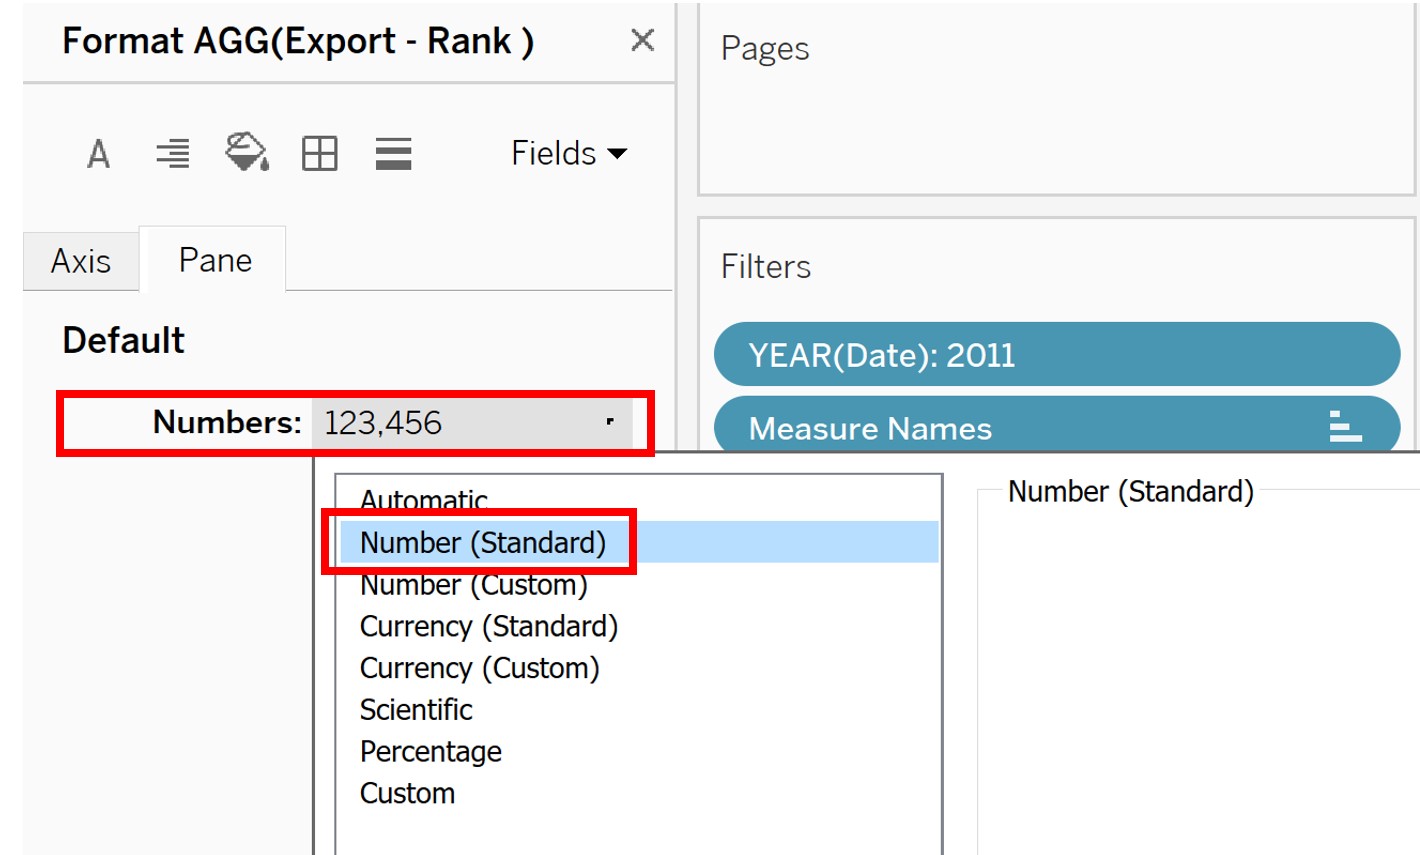 Format AGG(Export - Rank )
A
Fields
Axis
Pane
Default
Numbers: 123,456
Automatic
Number (Standard)
Number (Custom)
Currency (Standard)
Currency (Custom)
Scientific
Percentage
Custom
Pages
Filters
YEAR(Date): 2011
Measure Names
Number (Standard)